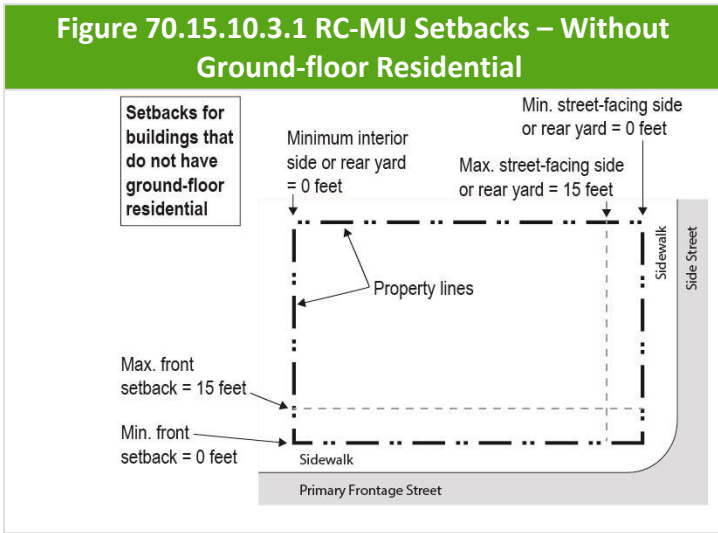 Figure 70.15.10.3.1 RC-MU Setbacks – Without
Ground-floor Residential
Setbacks for
buildings that
do not have
ground-floor
residential
Minimum interior
side or rear yard
= 0 feet
Min. street-facing side
or rear yard = 0 feet
Max. street-facing side
or rear yard = 15 feet
Property lines
Sidewalk
Side Street
Max. front
setback = 15 feet
Min. front
setback = 0 feet
Sidewalk
Primary Frontage Street